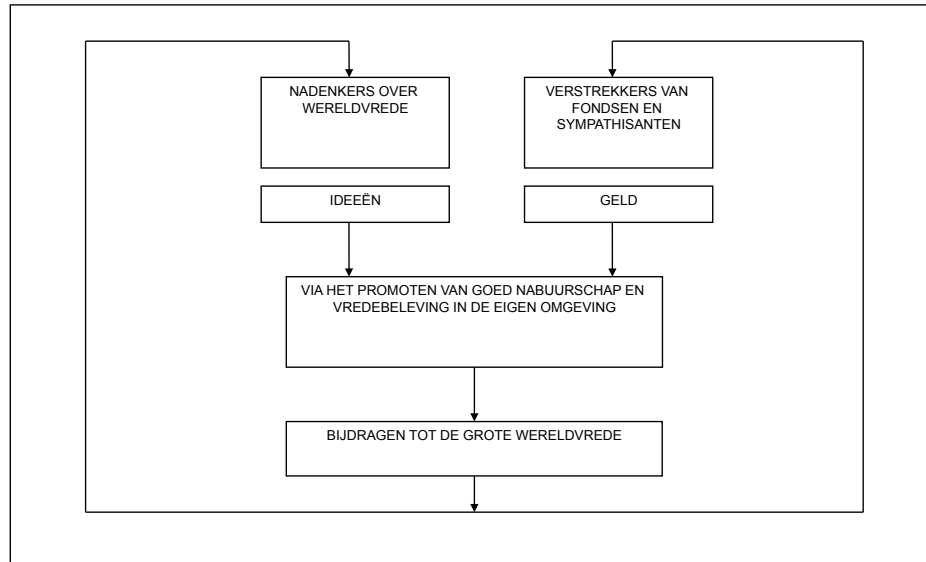 NADENKERS OVER
WERELDVREDE
VERSTREKKERS VAN
FONDSEN EN
SYMPATHISANTEN
IDEEËN
GELD
VIA HET PROMOTEN VAN GOED NABUURSCHAP EN
VREDEBELEVING IN DE EIGEN OMGEVING
BIJDRAGEN TOT DE GROTE WERELDVREDE